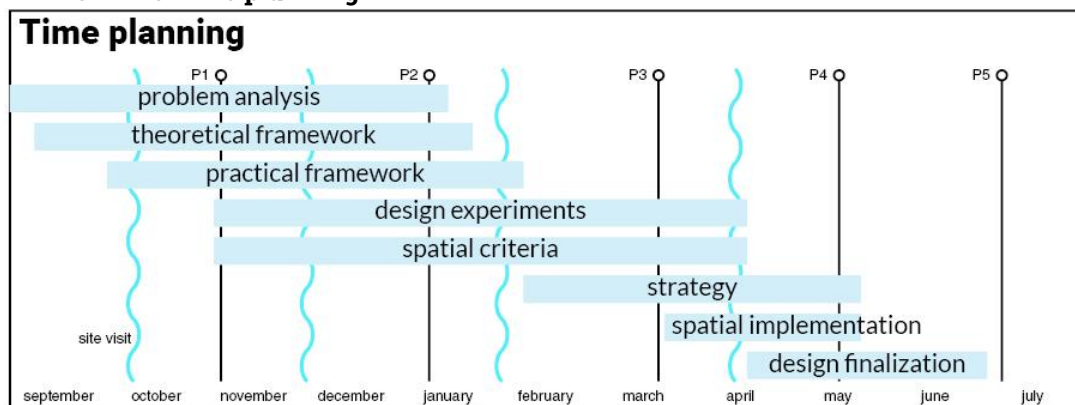 Time planning
P1 P2 P3 P4 P5
problem analysis
theoretical framework
practical framework
design experiments
spatial criteria
strategy
spatial implementation
site visit
design finalization
september october november december january february march april may june july